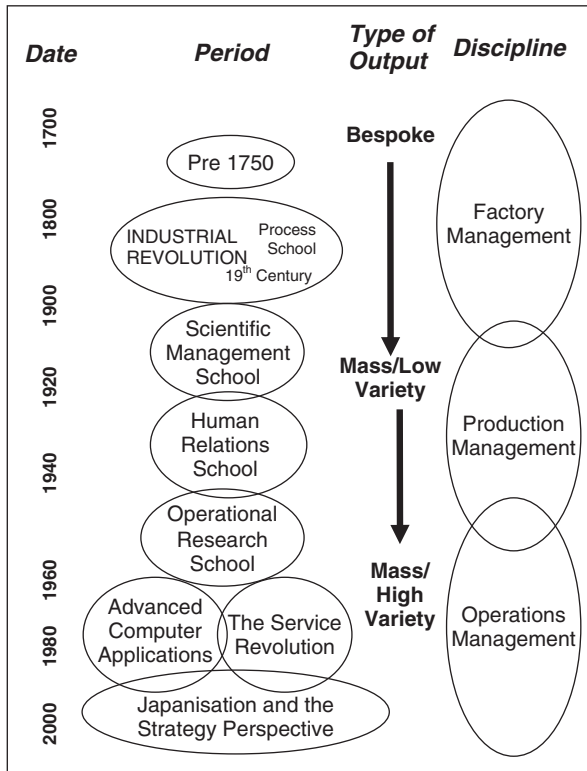 Date
Period
Type of
Output
Discipline
1700
1800
1900
1920
1940
1960
1980
2000
Pre 1750
INDUSTRIAL
REVOLUTION
Process
School
19th Century
Scientific
Management
School
Human
Relations
School
Operational
Research
School
Advanced
Computer
Applications
The Service
Revolution
Japanisation and the
Strategy Perspective
Bespoke
Mass/Low
Variety
Mass/
High
Variety
Factory
Management
Production
Management
Operations
Management